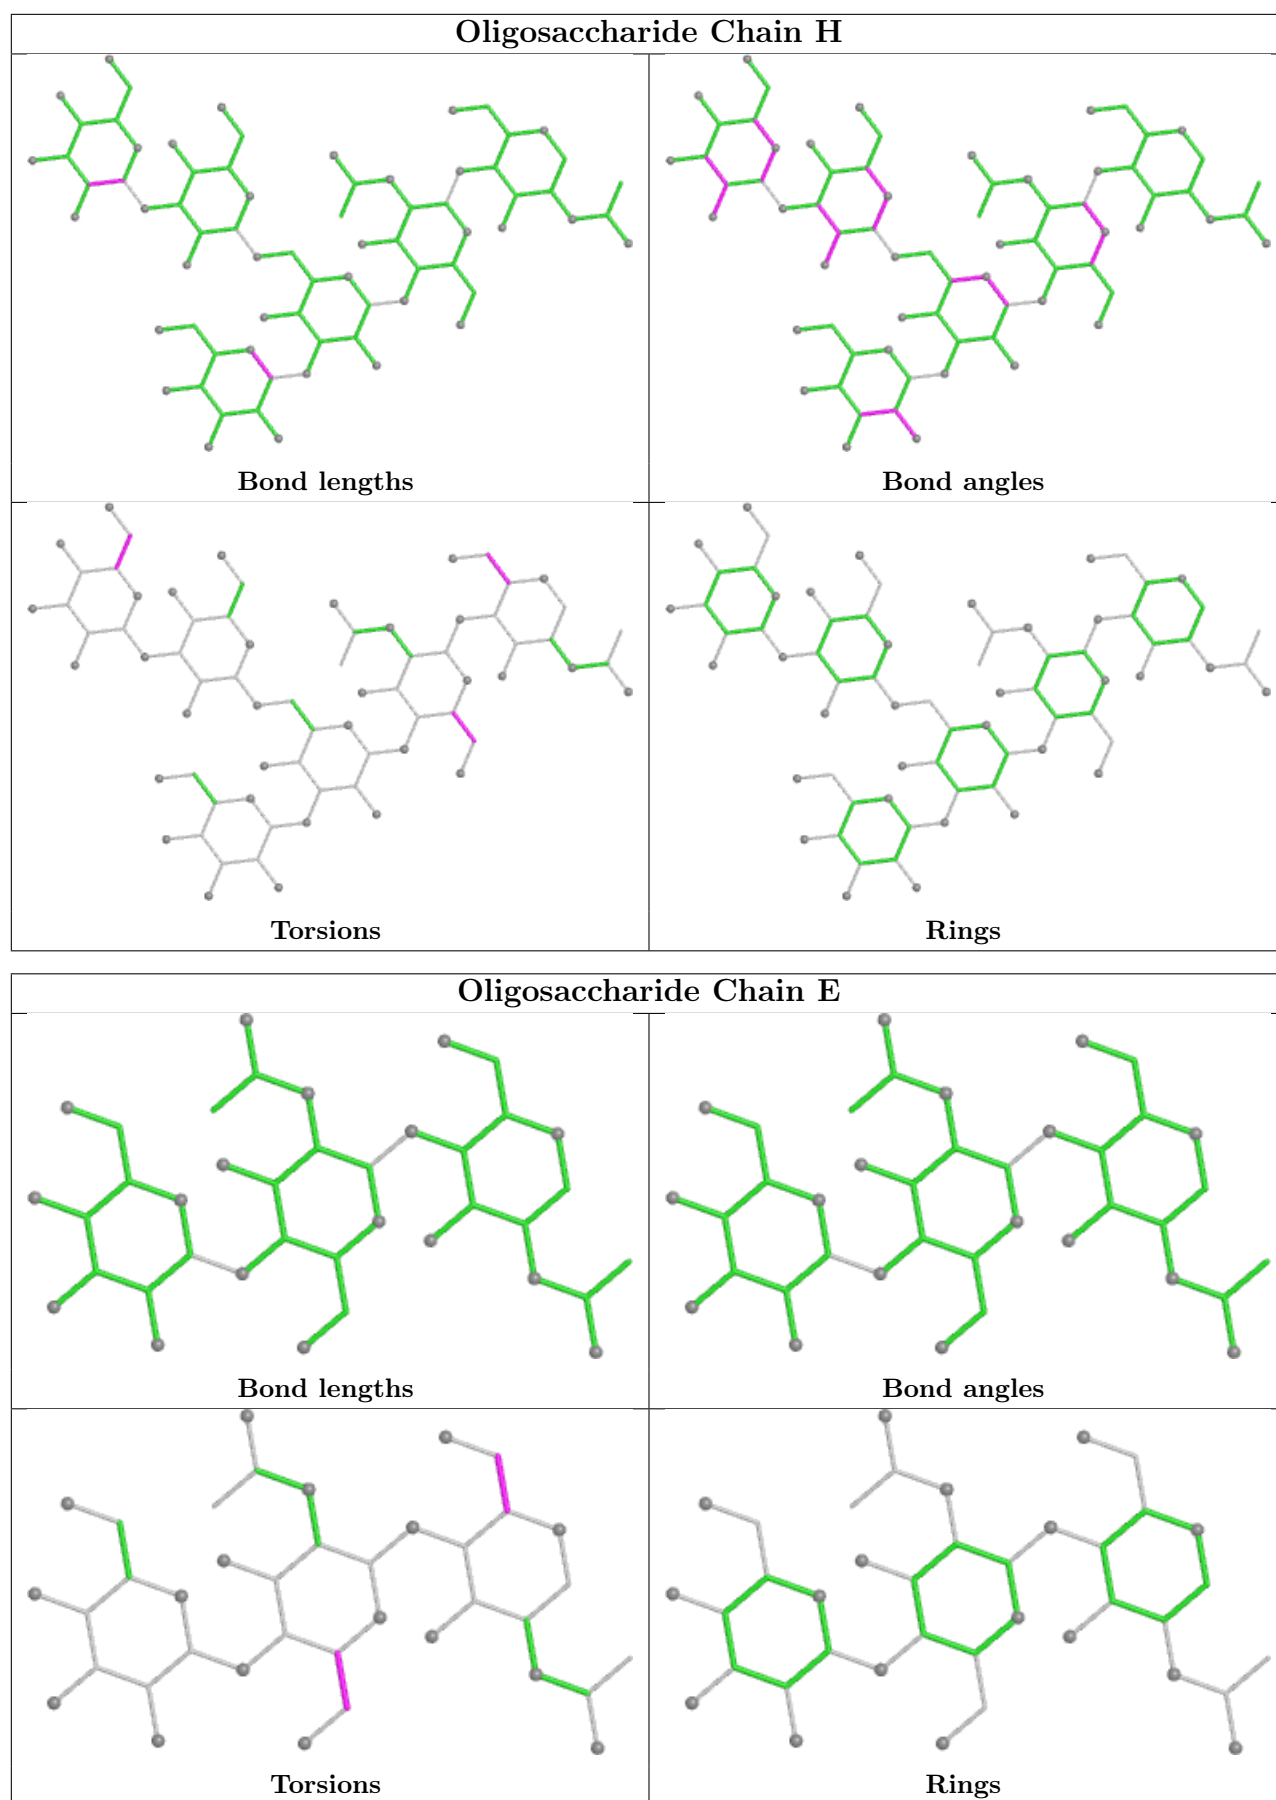 Oligosaccharide Chain H
Bond lengths
Bond angles
Torsions
Rings
Oligosaccharide Chain E
Bond lengths
Bond angles
Torsions
Rings